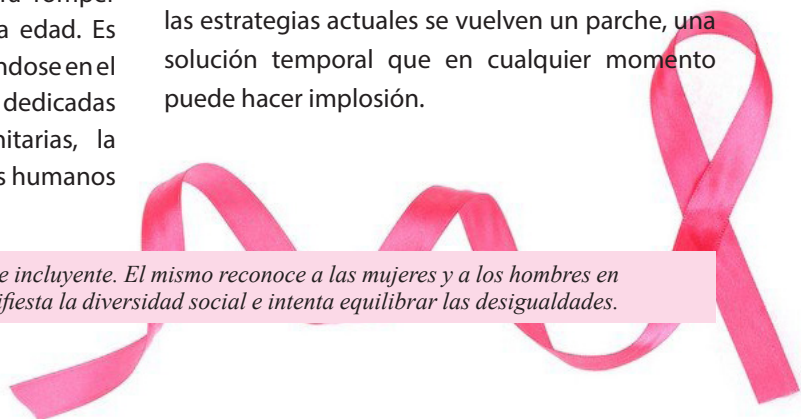 a edad. Es
ndose en el
dedicadas
nitarias, la
s humanos
las estrategias actuales se vuelven un parche, una
solución temporal que en cualquier momento
puede hacer implosión.
e incluyente. El mismo reconoce a las mujeres y a los hombres en
ifiesta la diversidad social e intenta equilibrar las desigualdades.